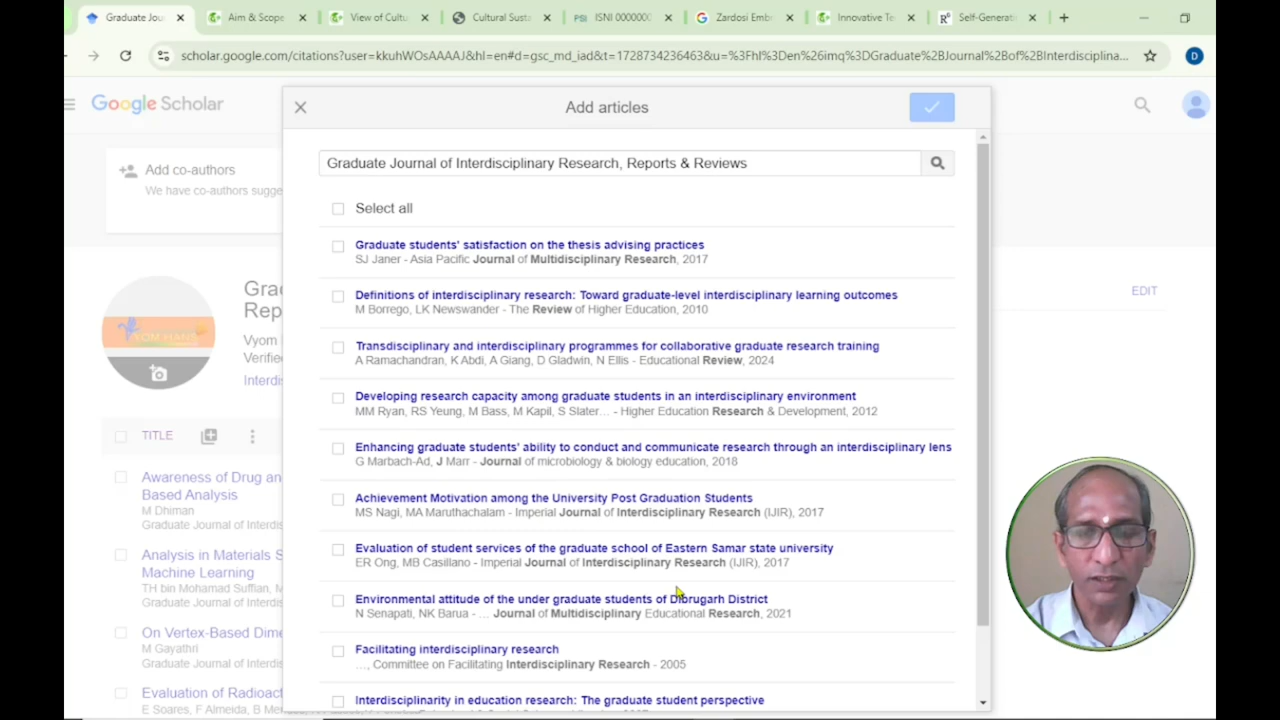 Graduate Jou
Aim & Scope
View of Cultu
Cultural Susta
PSI ISNI 0000000
Zardosi Emb
Innovative Te
Self-Generati
scholar.google.com/citations?user=kkuhWOsAAAAJ&hl=en#d=gsc_md_iad&t=1728734236463&u=%3Fhl%3Den%26imq%3DGraduate%2BJournal%2Bof%2BInterdisciplina...
D
Google Scholar
Add articles
Add co-authors
We have co-authors sugge
Graduate Journal of Interdisciplinary Research, Reports & Reviews
Select all
Graduate students' satisfaction on the thesis advising practices
SJ Janer - Asia Pacific Journal of Multidisciplinary Research, 2017
Definitions of interdisciplinary research: Toward graduate-level interdisciplinary learning outcomes
M Borrego, LK Newswander - The Review of Higher Education, 2010
Transdisciplinary and interdisciplinary programmes for collaborative graduate research training
A Ramachandran, K Abdi, A Giang, D Gladwin, N Ellis - Educational Review, 2024
Developing research capacity among graduate students in an interdisciplinary environment
MM Ryan, RS Yeung, M Bass, M Kapil, S Slater... - Higher Education Research & Development, 2012
Enhancing graduate students' ability to conduct and communicate research through an interdisciplinary lens
G Marbach-Ad, J Marr - Journal of microbiology & biology education, 2018
Achievement Motivation among the University Post Graduation Students
MS Nagi, MA Maruthachalam - Imperial Journal of Interdisciplinary Research (IJIR), 2017
Evaluation of student services of the graduate school of Eastern Samar state university
ER Ong, MB Casillano - Imperial Journal of Interdisciplinary Research (IJIR), 2017
Environmental attitude of the under graduate students of Dibrugarh District
N Senapati, NK Barua - ... Journal of Multidisciplinary Educational Research, 2021
Facilitating interdisciplinary research
..., Committee on Facilitating Interdisciplinary Research - 2005
Interdisciplinarity in education research: The graduate student perspective
Gra
Rep
Vyom
Verifie
Interdis
EDIT
TITLE
Awareness of Drug an
Based Analysis
M Dhiman
Graduate Journal of Interdis
Analysis in Materials S
Machine Learning
TH bin Mohamad Suffian, M
Graduate Journal of Interdis
On Vertex-Based Dime
M Gayathri
Graduate Journal of Interdis
Evaluation of Radioact
E Soares, F Almeida, B Me